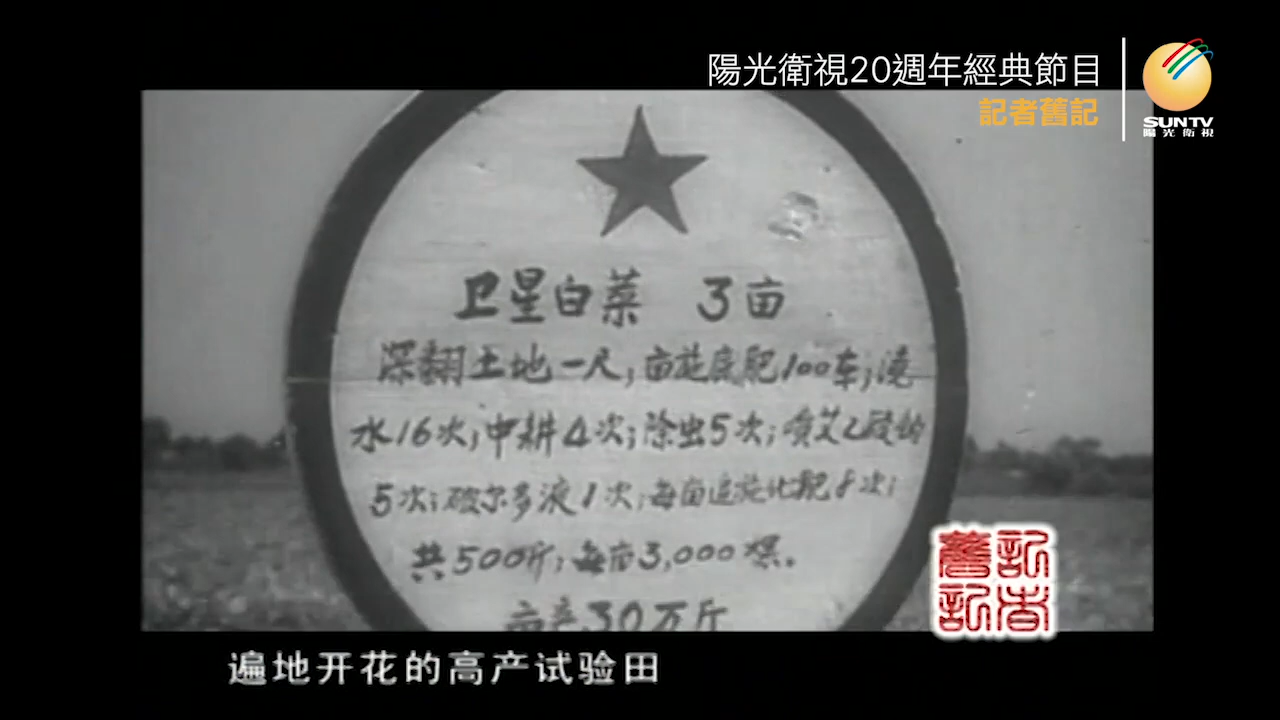 陽光衛視20週年經典節目
記者舊記
SUNTV
陽光衛視
卫星白菜 3亩
深翻土地一尺,亩施底肥100车;澆
水16次;中耕4次;除虫5次;喷艾乙酸钠
5次;破尔多液1次;每亩追施化肥8次;
共500斤;每亩3,000棵。
亩产30万斤
記者舊記
遍地开花的高产试验田